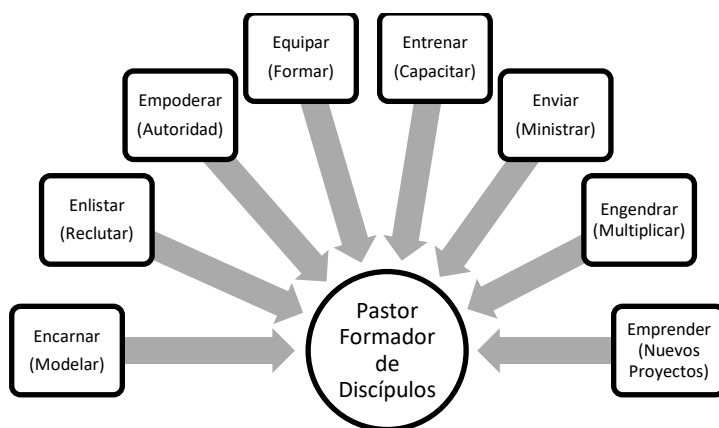 Encarnar
(Modelar)
Enlistar
(Reclutar)
Empoderar
(Autoridad)
Equipar
(Formar)
Entrenar
(Capacitar)
Enviar
(Ministrar)
Engendrar
(Multiplicar)
Emprender
(Nuevos
Proyectos)
Pastor
Formador
de
Discípulos